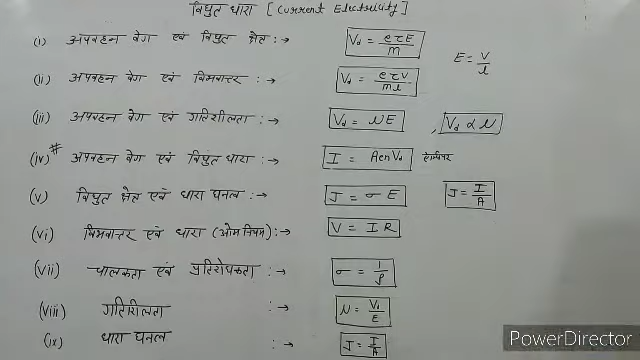 विधुत धारा [Current Electricity]
(i) अपवहन वेग एवं विधुत क्षेत्र :→ Vd = eτE/m E = V/l
(ii) अपवहन वेग एवं विभवान्तर :→ Vd = eτV/ml
(iii) अपवहन वेग एवं गतिशीलता :→ Vd = μE , Vd ∝ μ
(iv)# अपवहन वेग एवं विधुत धारा :→ I = AenVd
(v) विधुत क्षेत्र एवं धारा घनत्व :→ J = σ E J = I/A
(vi) विभवान्तर एवं धारा (ओम नियम) :→ V = IR
(vii) चालकता एवं प्रतिरोधकता :→ σ = 1/ρ
(viii) गतिशीलता :→ μ = Vd/E
(ix) धारा घनत्व :→ J = I/A
PowerDirector